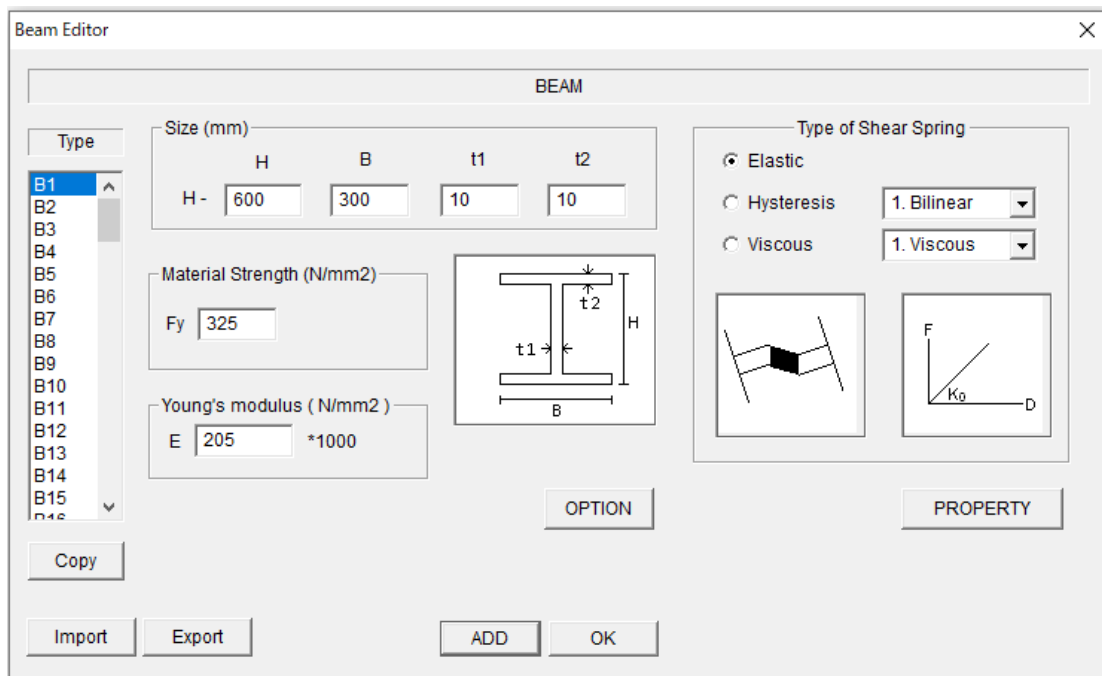 Beam Editor
BEAM
Type
B1
B2
B3
B4
B5
B6
B7
B8
B9
B10
B11
B12
B13
B14
B15
B16
Copy
Import
Export
Size (mm)
H B t1 t2
H - 600 300 10 10
Material Strength (N/mm2)
Fy 325
Young's modulus ( N/mm2 )
E 205 *1000
t2
H
t1
B
OPTION
ADD
OK
Type of Shear Spring
Elastic
Hysteresis 1. Bilinear
Viscous 1. Viscous
F
K0
D
PROPERTY